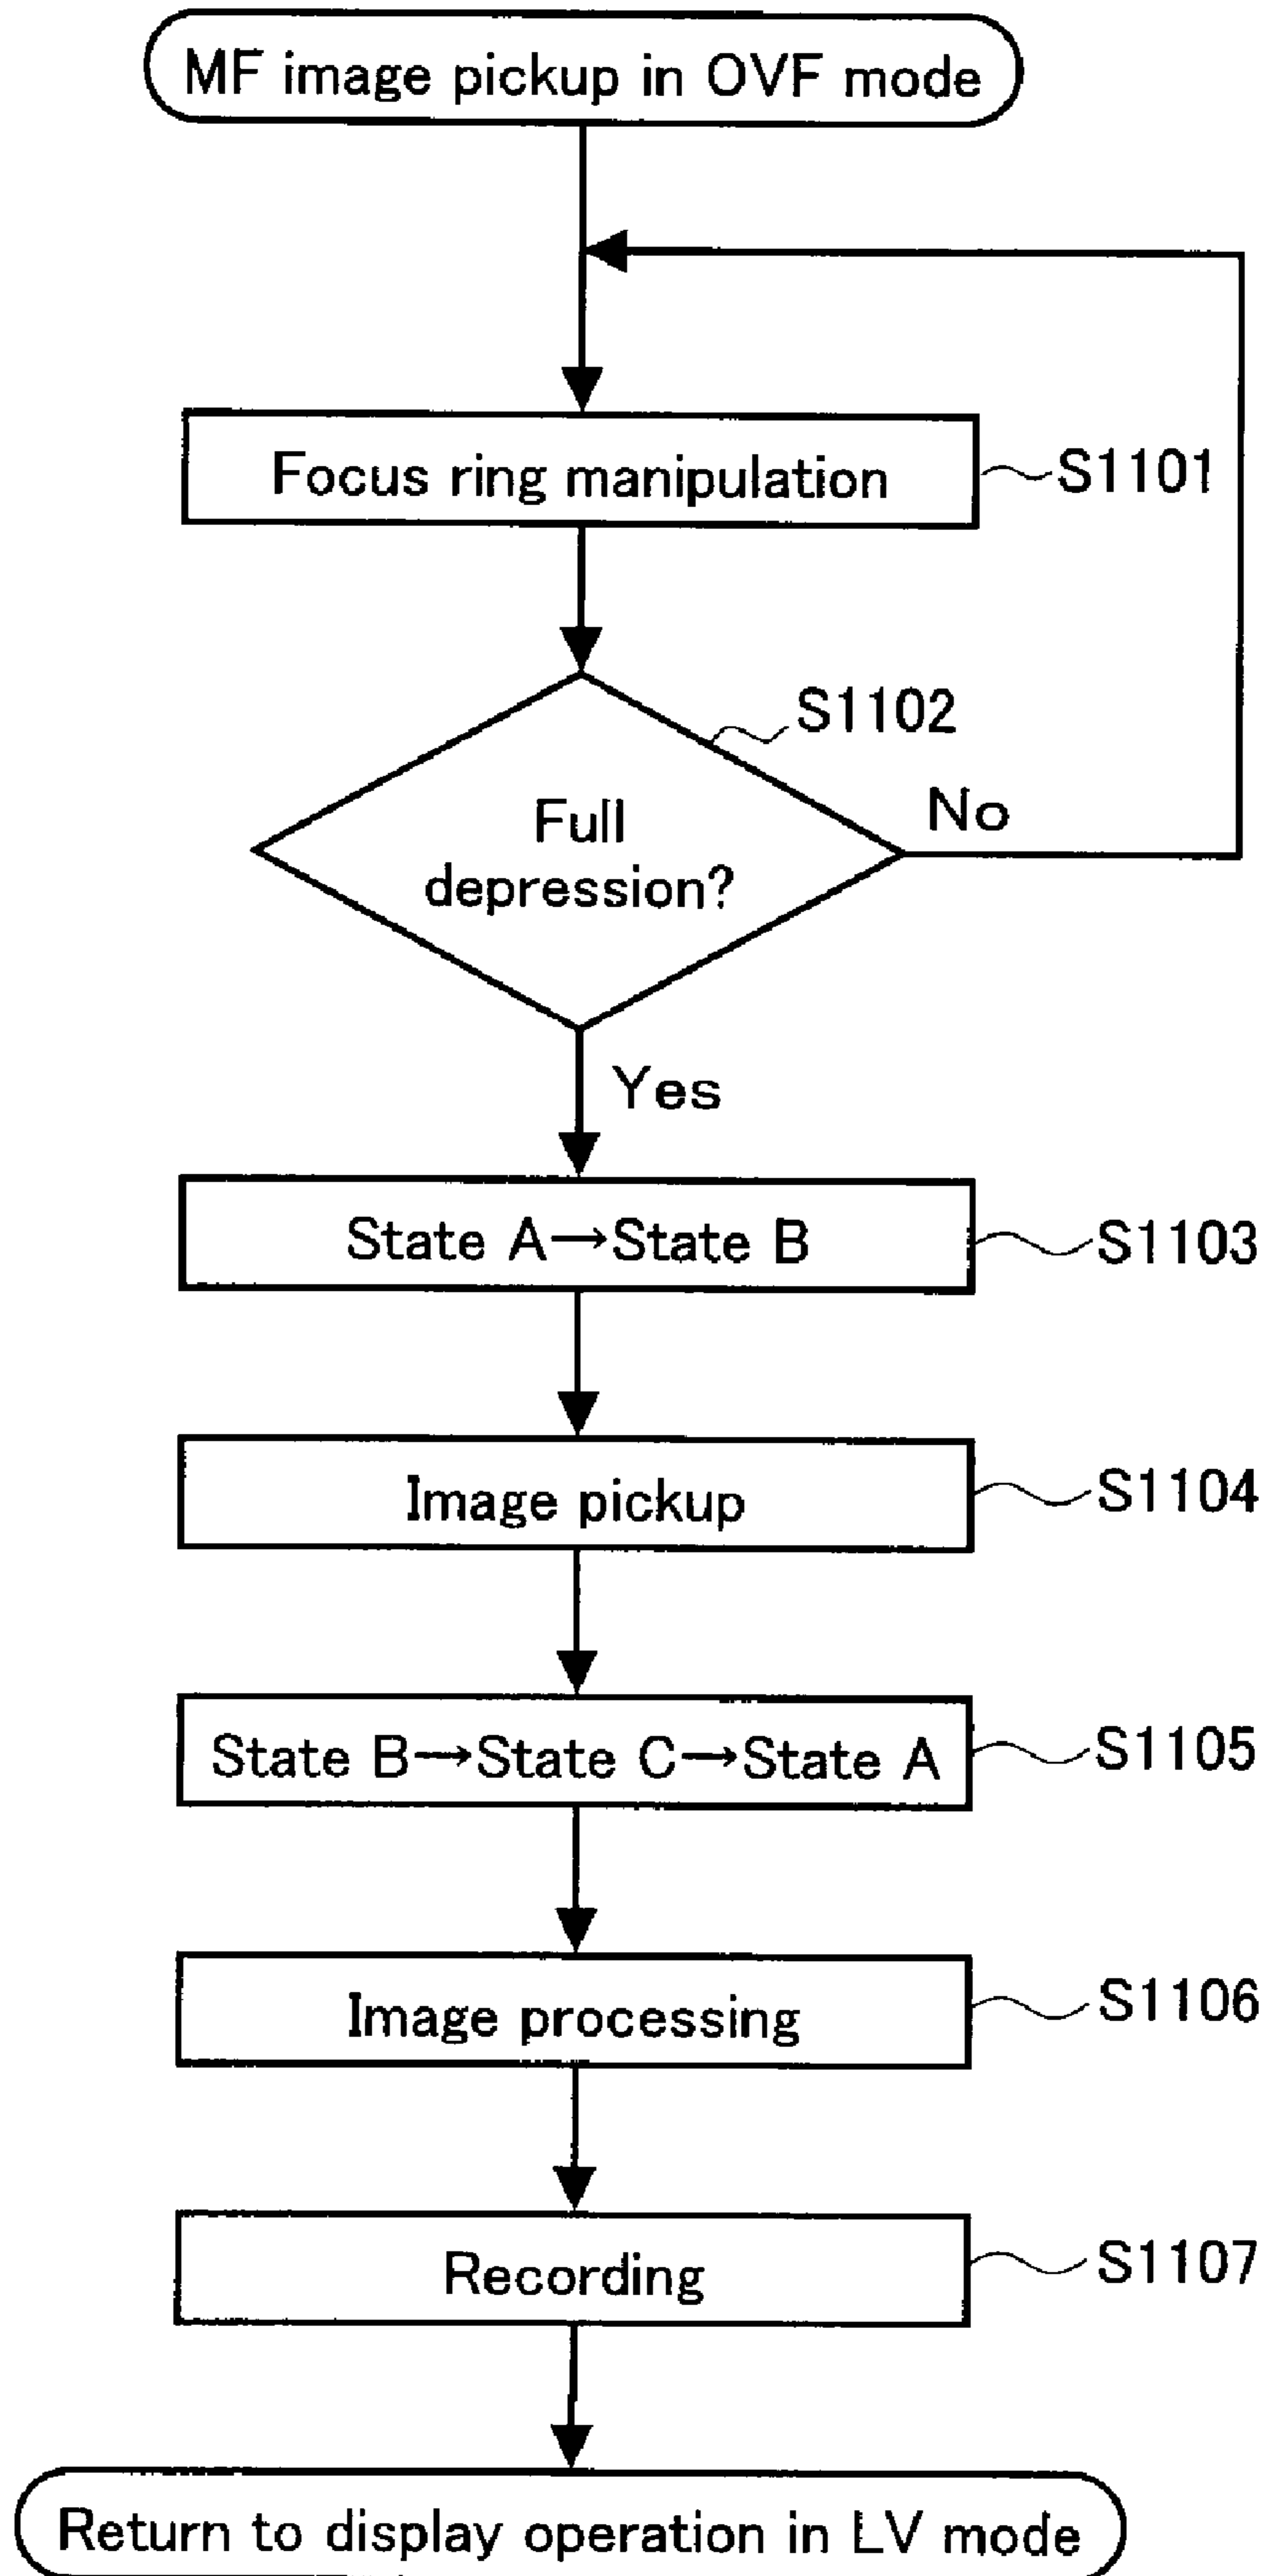 MF image pickup in OVF mode
Focus ring manipulation
S1101
S1102
Full
depression?
No
Yes
State A→State B
S1103
Image pickup
S1104
State B→State C→State A
S1105
Image processing
S1106
Recording
S1107
Return to display operation in LV mode